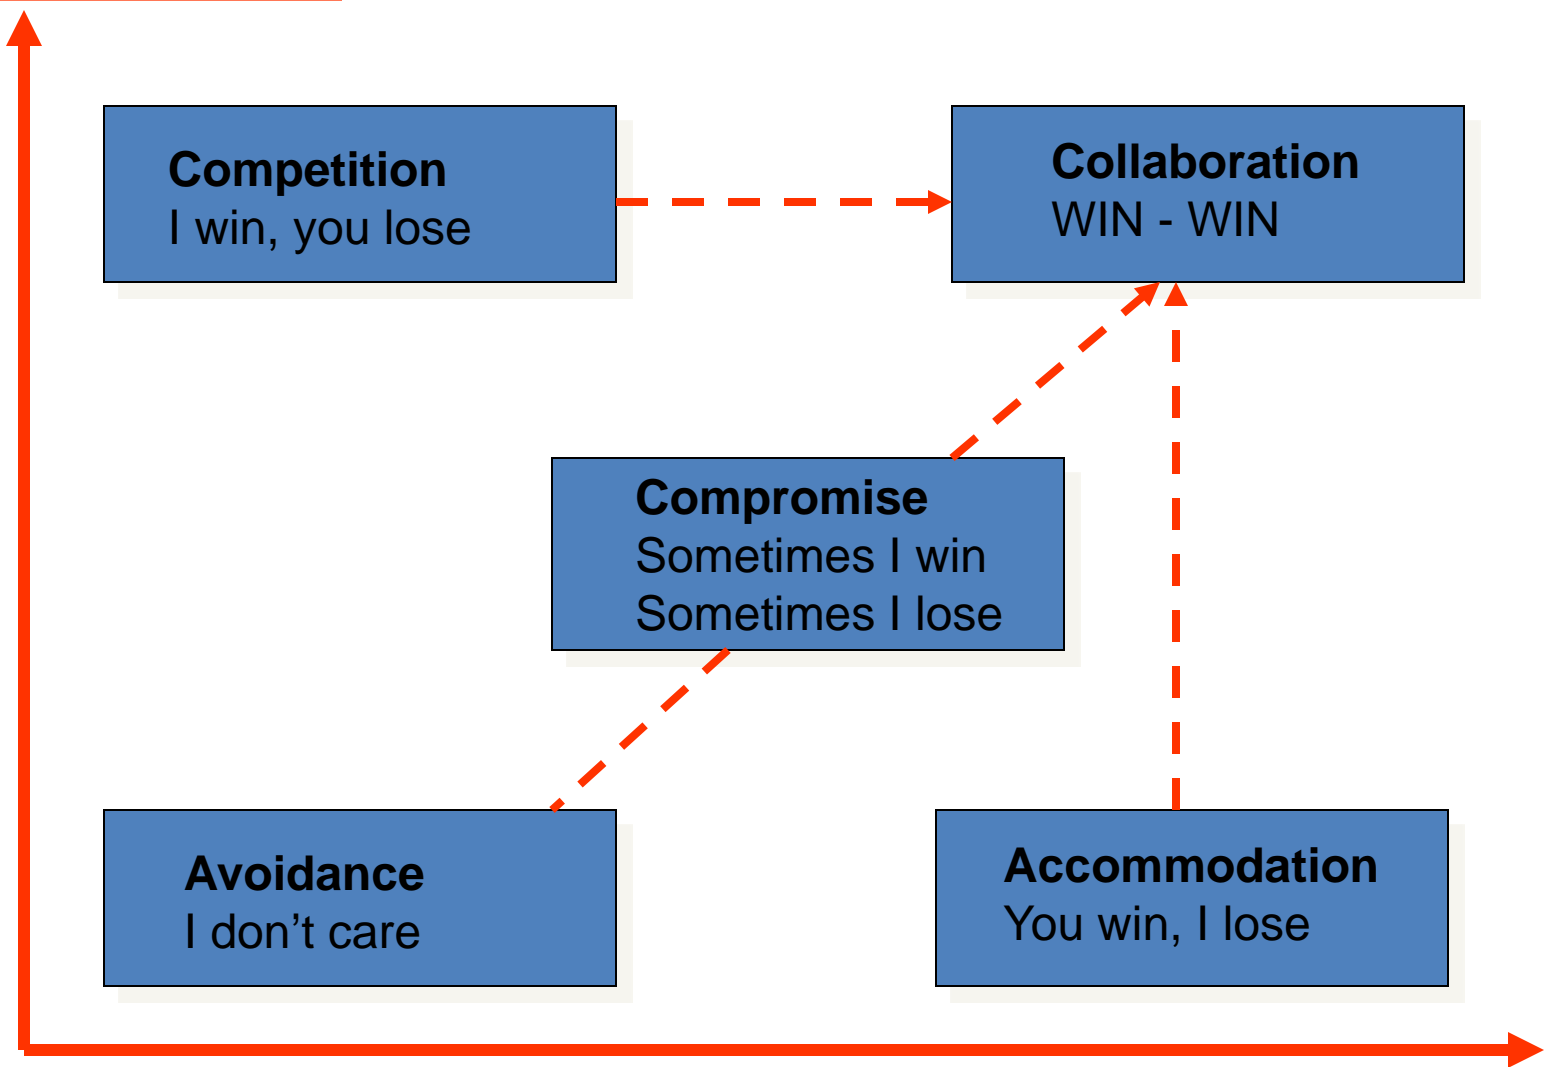 Competition
I win, you lose
Collaboration
WIN - WIN
Compromise
Sometimes I win
Sometimes I lose
Avoidance
I don’t care
Accommodation
You win, I lose